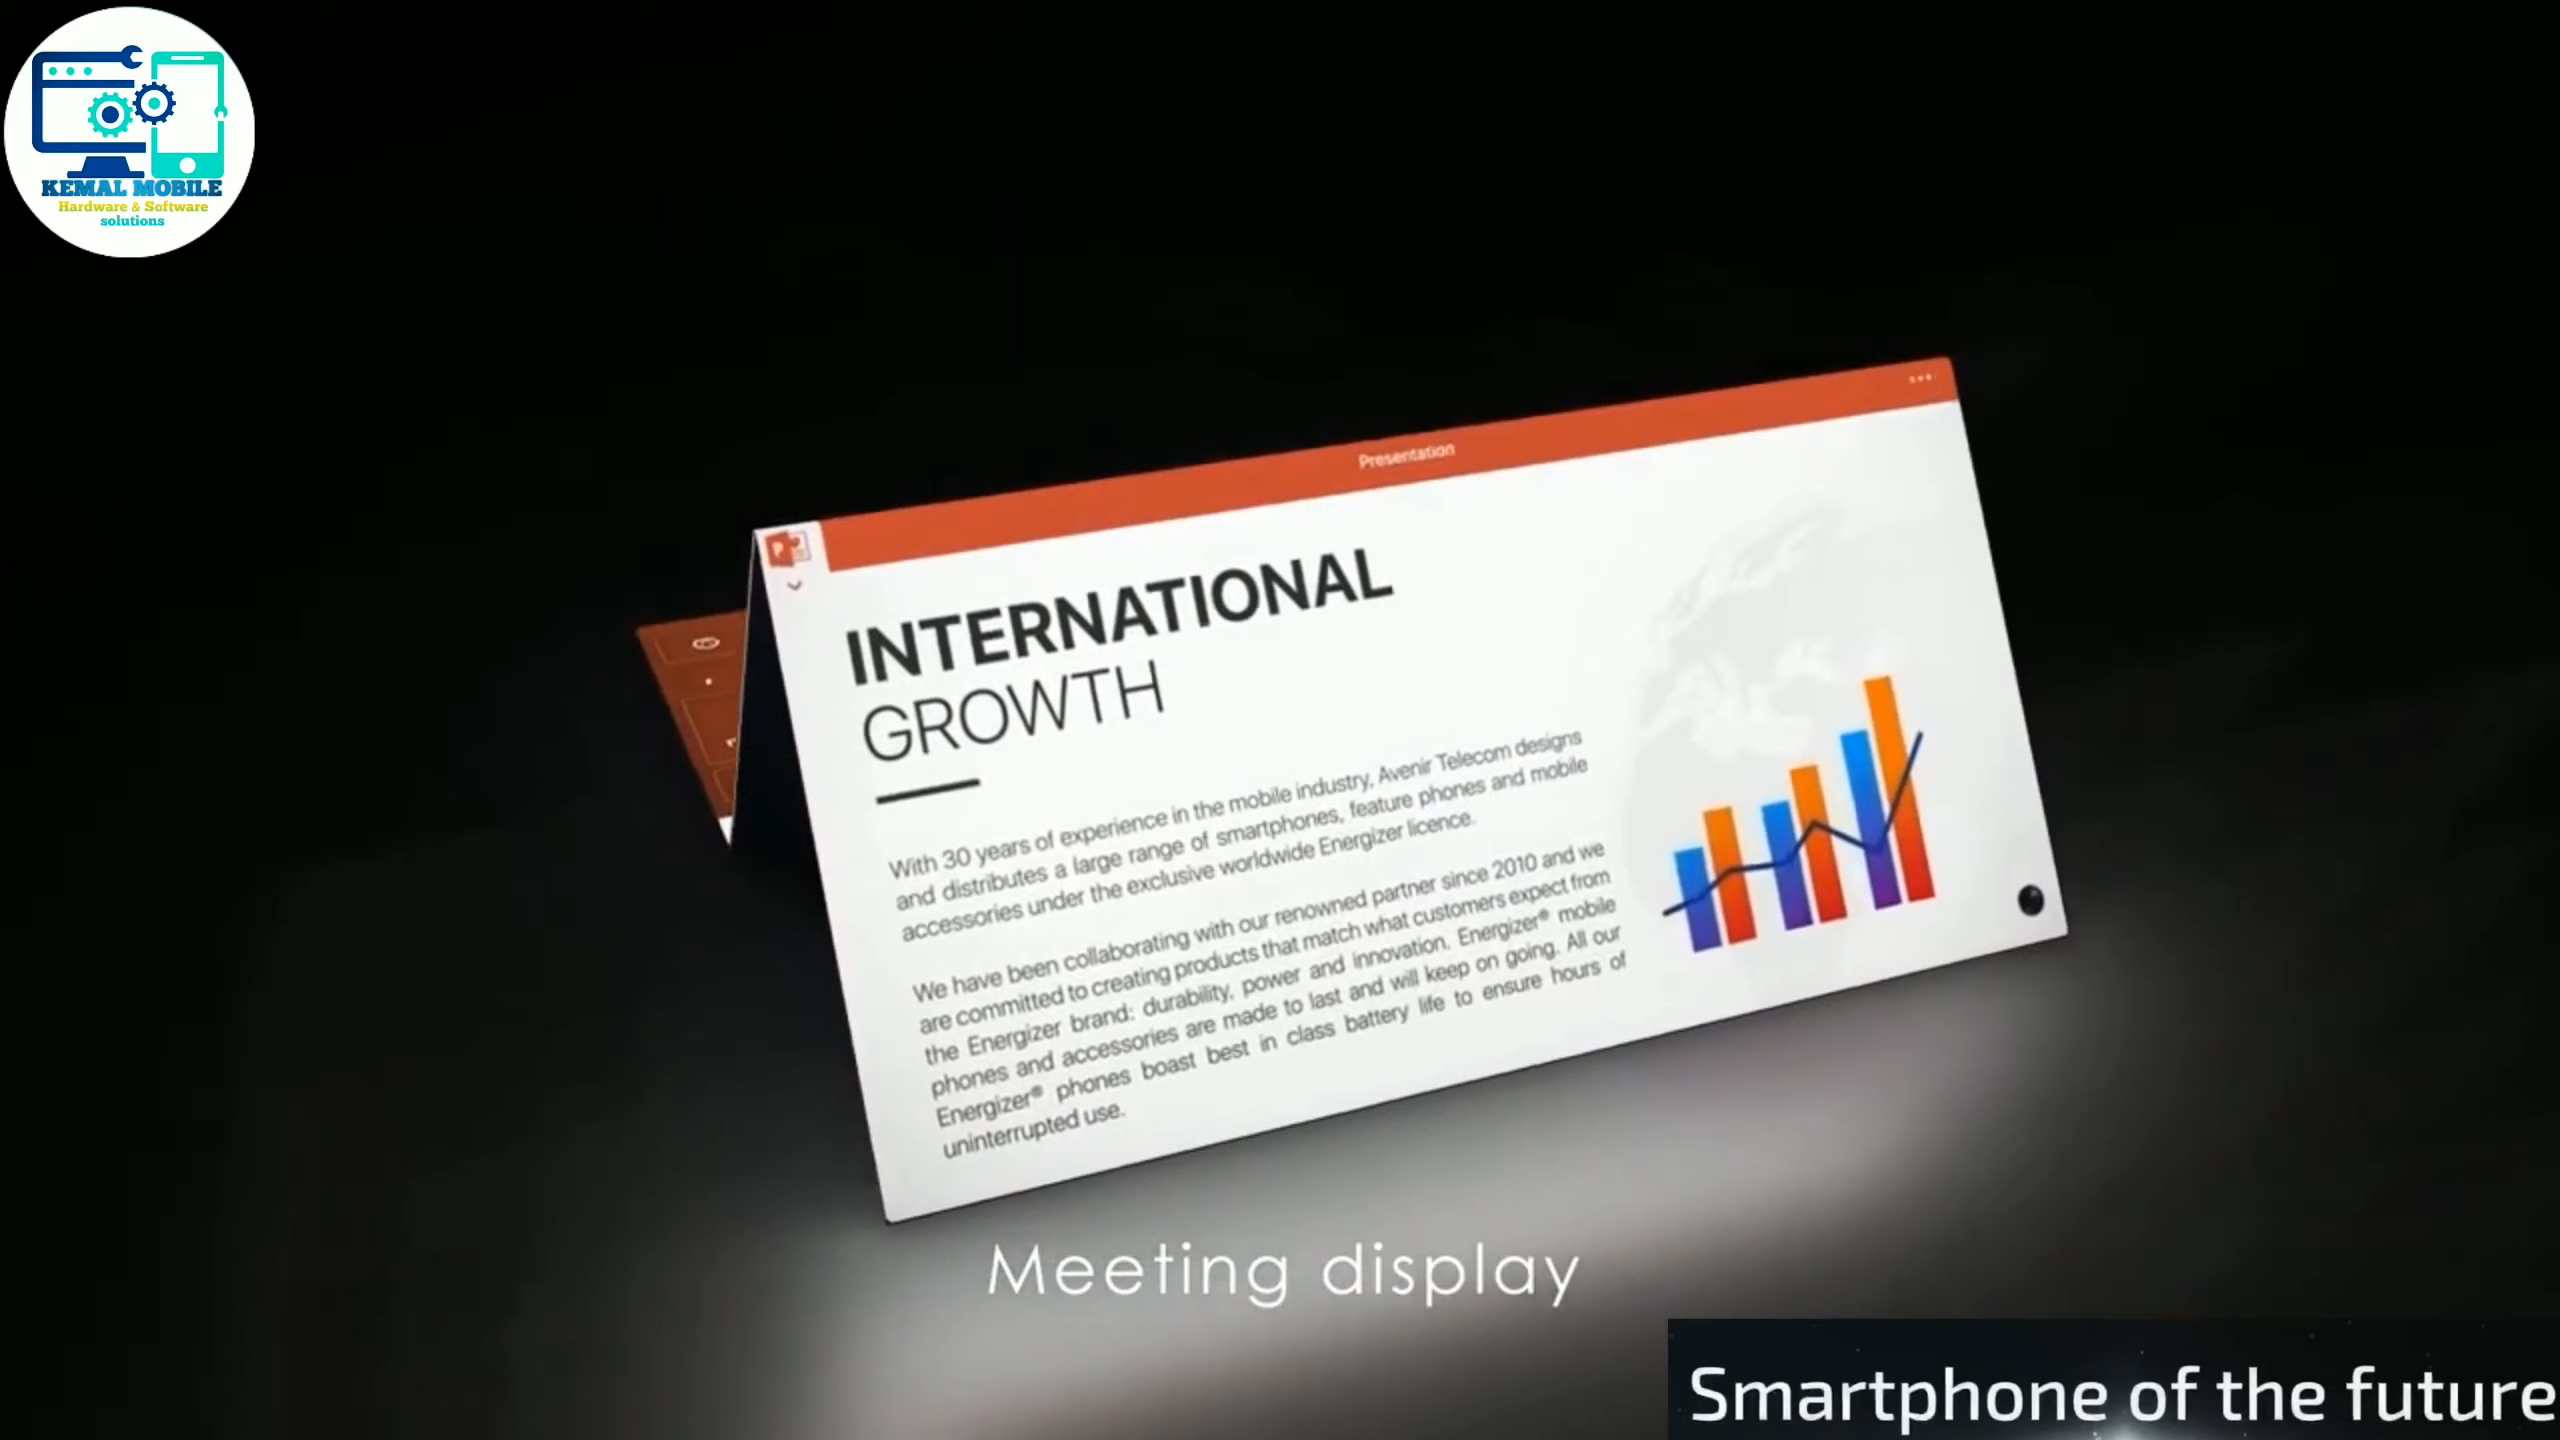 KEMAL MOBILE
Hardware & Software
solutions
Presentation
INTERNATIONAL
GROWTH
With 30 years of experience in the mobile industry, Avenir Telecom designs
and distributes a large range of smartphones, feature phones and mobile
accessories under the exclusive worldwide Energizer licence.
We have been collaborating with our renowned partner since 2010 and we
are committed to creating products that match what customers expect from
the Energizer brand: durability, power and innovation. Energizer® mobile
phones and accessories are made to last and will keep on going. All our
Energizer® phones boast best in class battery life to ensure hours of
uninterrupted use.
Meeting display
Smartphone of the future